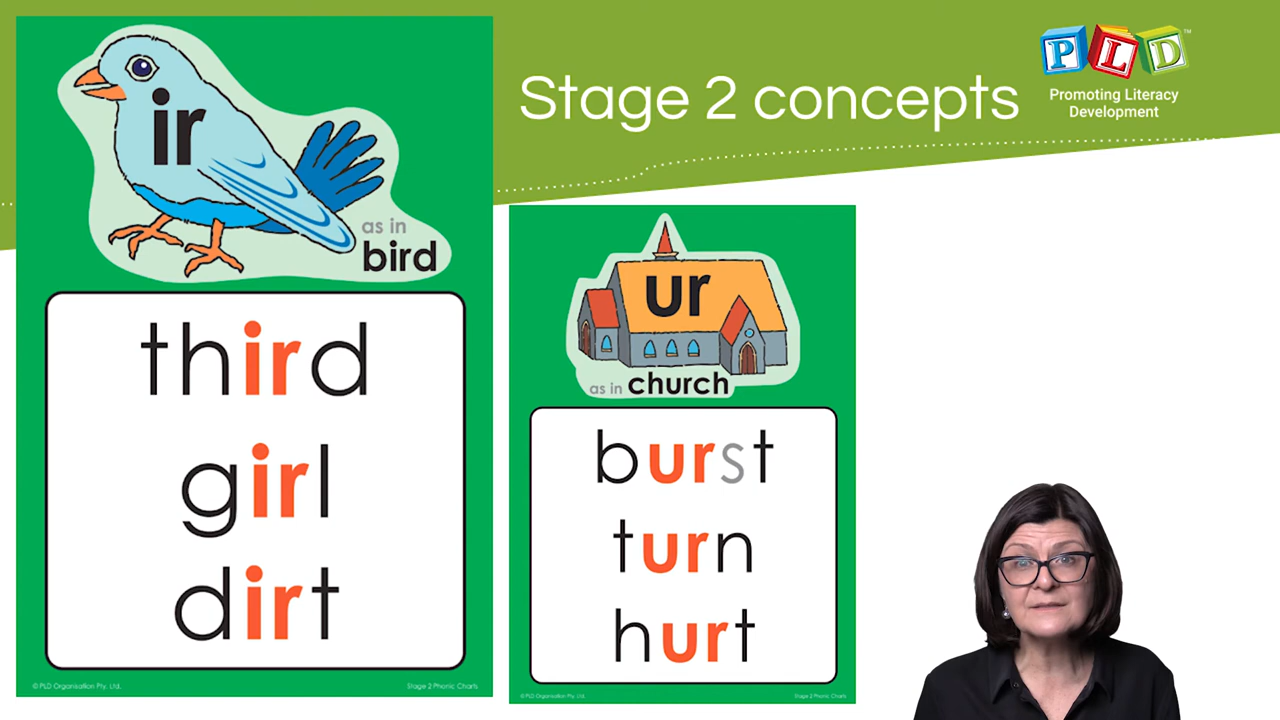 ir
as in
bird
third
girl
dirt
© PLD Organisation Pty. Ltd.
Stage 2 Phonic Charts
Stage 2 concepts
PLD™
Promoting Literacy
Development
ur
as in church
burst
turn
hurt
© PLD Organisation Pty. Ltd.
Stage 2 Phonic Charts